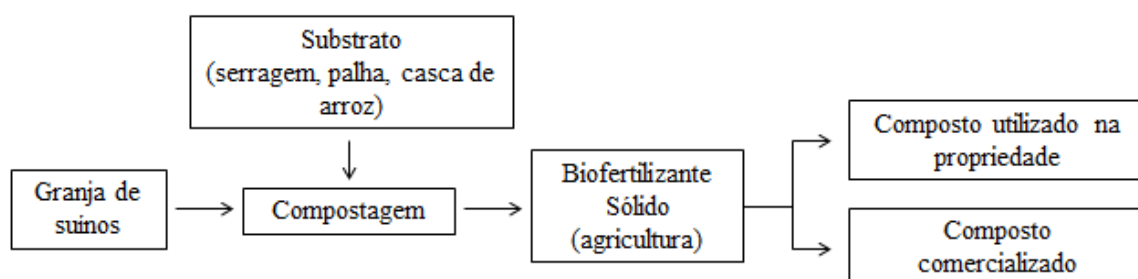 Substrato
(serragem, palha, casca de
arroz)
Granja de
suinos
Compostagem
Biofertilizante
Sólido
(agricultura)
Composto utilizado na
propriedade
Composto
comercializado